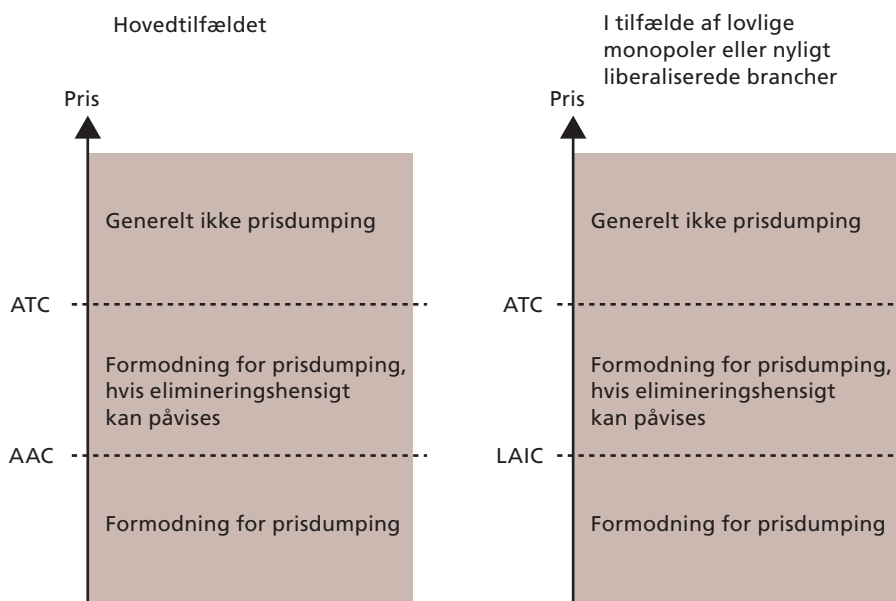 Hovedtilfældet
Pris
Generelt ikke prisdumping
ATC
Formodning for prisdumping,
hvis elimineringshensigt
kan påvises
AAC
Formodning for prisdumping
I tilfælde af lovlige
monopoler eller nyligt
liberaliserede brancher
Pris
Generelt ikke prisdumping
ATC
Formodning for prisdumping,
hvis elimineringshensigt
kan påvises
LAIC
Formodning for prisdumping